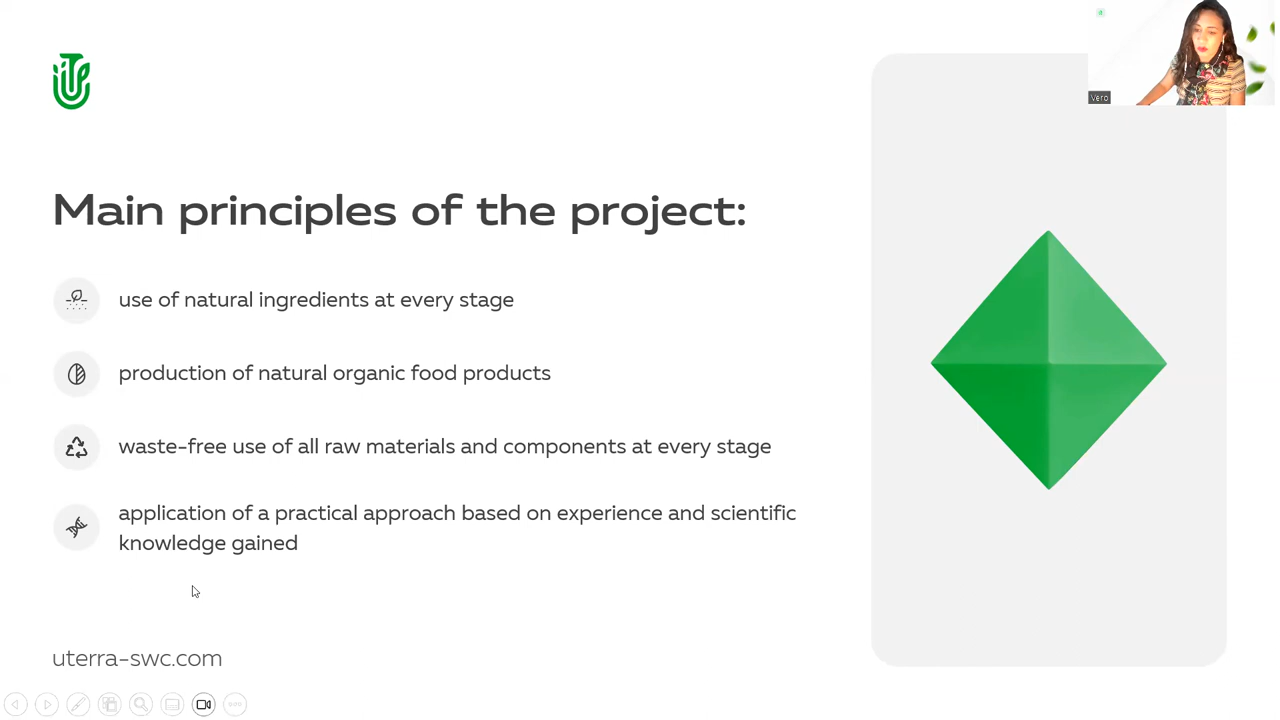 Vero
Main principles of the project:
use of natural ingredients at every stage
production of natural organic food products
waste-free use of all raw materials and components at every stage
application of a practical approach based on experience and scientific
knowledge gained
uterra-swc.com